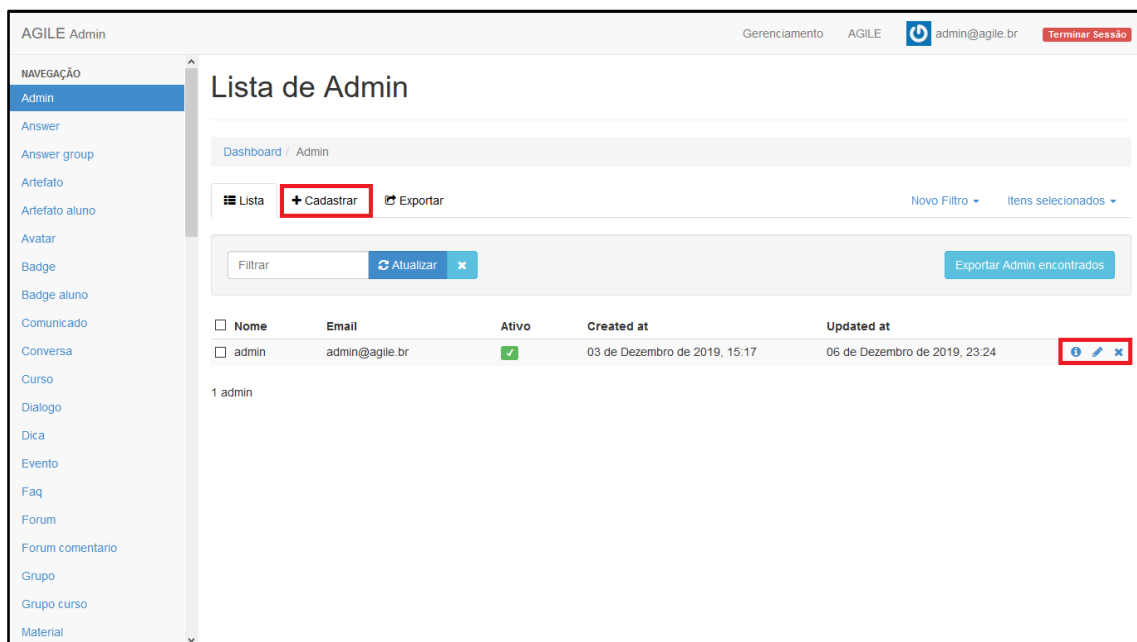 AGILE Admin
Gerenciamento AGILE admin@agile.br Terminar Sessão
NAVEGAÇÃO
Admin
Answer
Answer group
Artefato
Artefato aluno
Avatar
Badge
Badge aluno
Comunicado
Conversa
Curso
Dialogo
Dica
Evento
Faq
Forum
Forum comentario
Grupo
Grupo curso
Material
Lista de Admin
Dashboard / Admin
Lista + Cadastrar Exportar Novo Filtro Itens selecionados
Filtrar Atualizar Exportar Admin encontrados
Nome Email Ativo Created at Updated at
admin admin@agile.br 03 de Dezembro de 2019, 15:17 06 de Dezembro de 2019, 23:24
1 admin